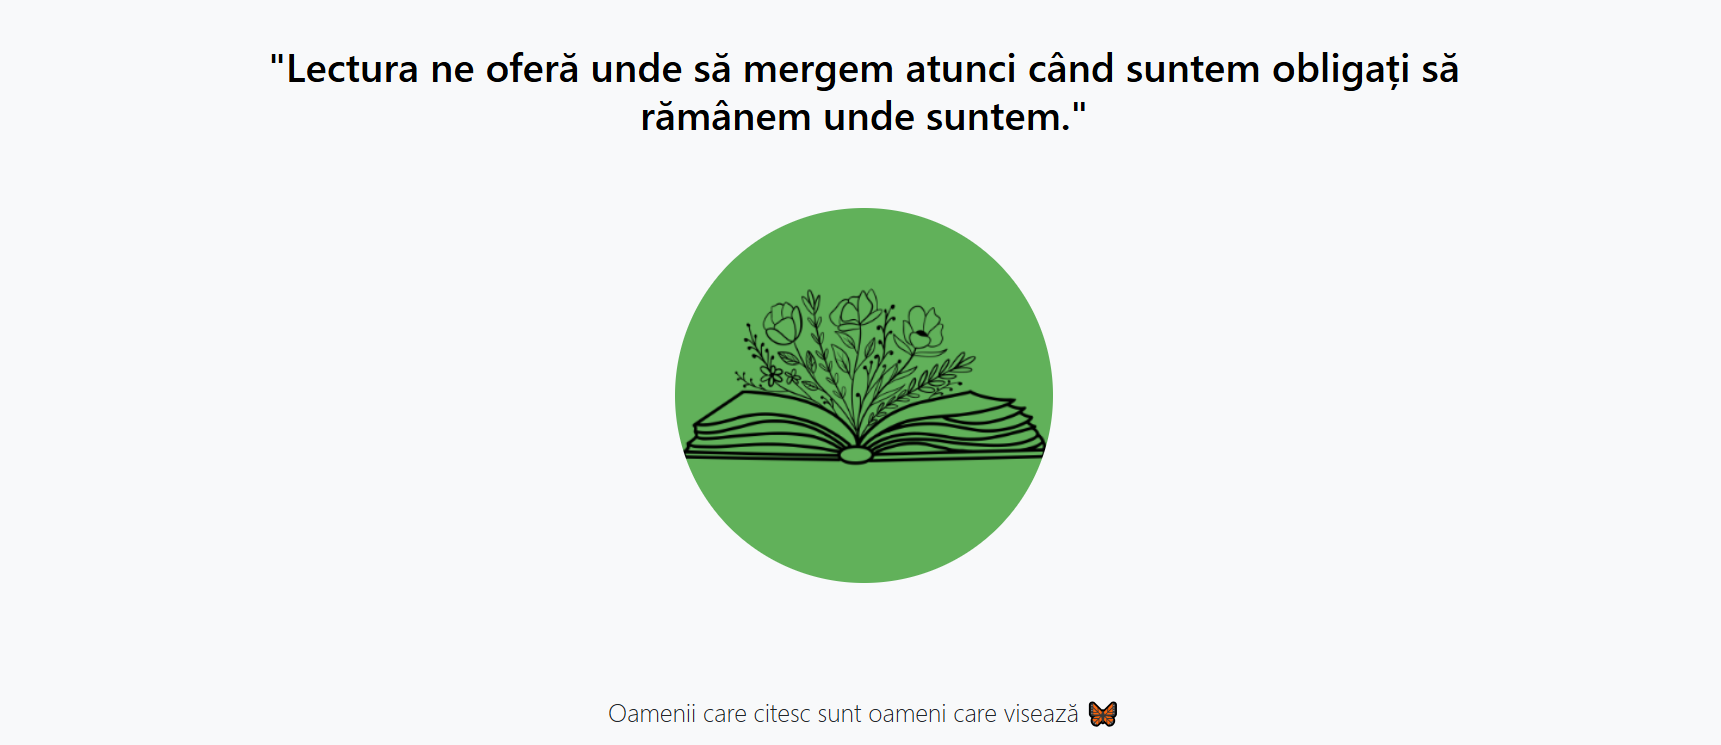 "Lectura ne oferă unde să mergem atunci când suntem obligați să
rămânem unde suntem."
Oamenii care citesc sunt oameni care visează 🦋